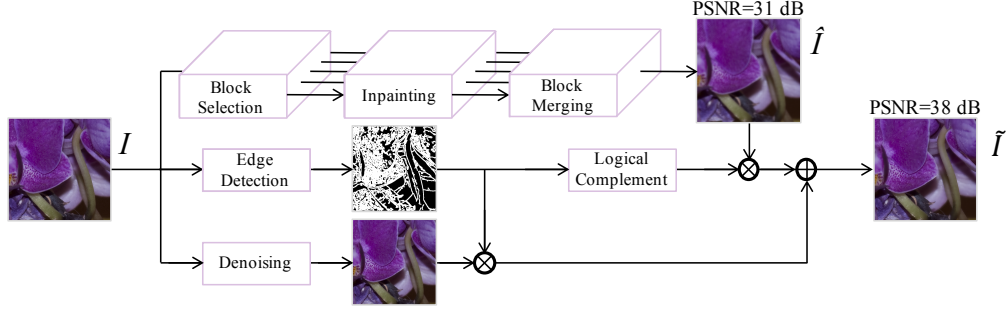 PSNR=31 dB
Î
Block
Selection
Inpainting
Block
Merging
PSNR=38 dB
I
Ĩ
Edge
Detection
Logical
Complement
Denoising